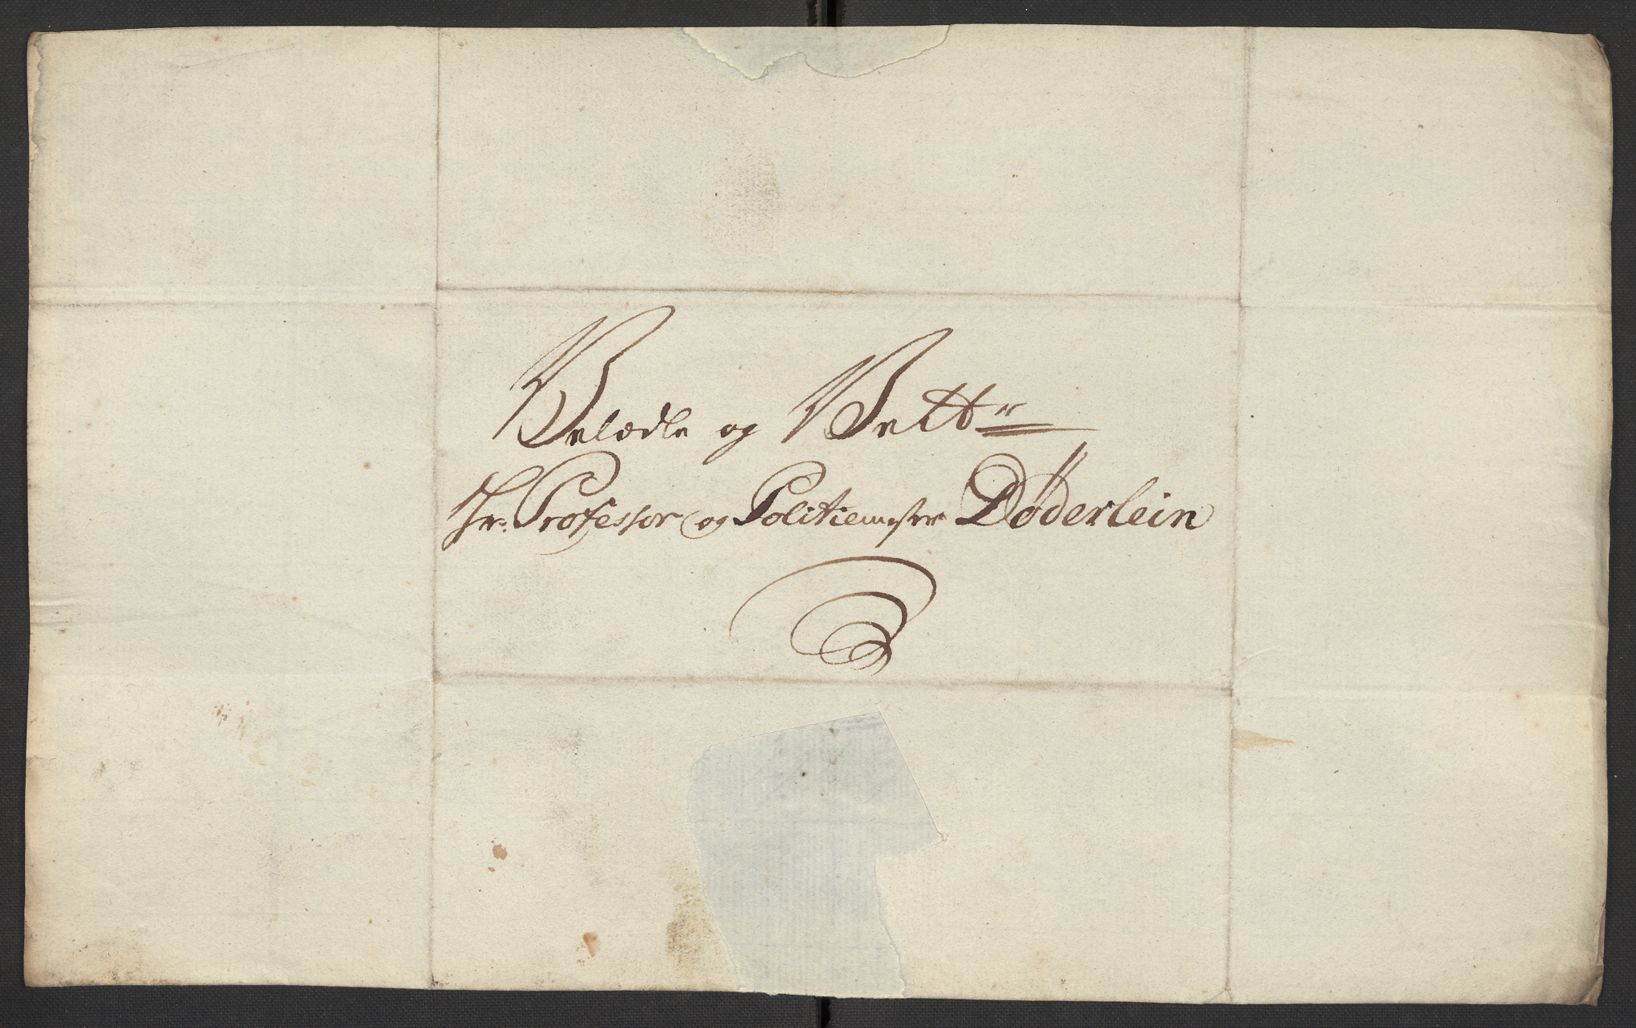 Velædle og Velbr
Hr: Professor og Politiemester Døderlein